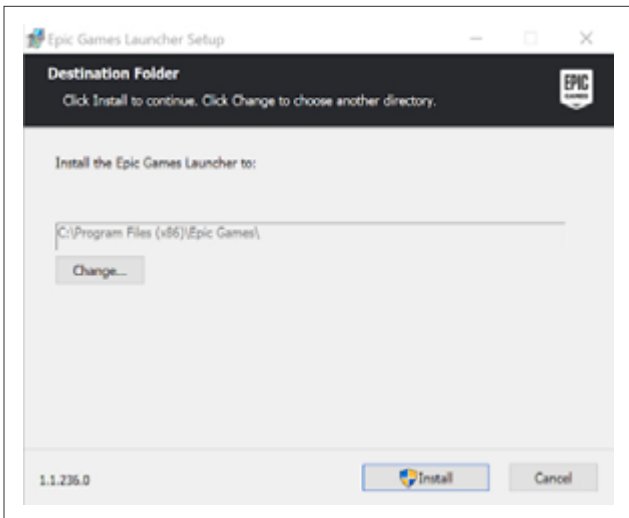 Epic Games Launcher Setup
Destination Folder
Click Install to continue. Click Change to choose another directory.
EPIC
GAMES
Install the Epic Games Launcher to:
C:\Program Files (x86)\Epic Games\
Change...
1.1.236.0
Install
Cancel